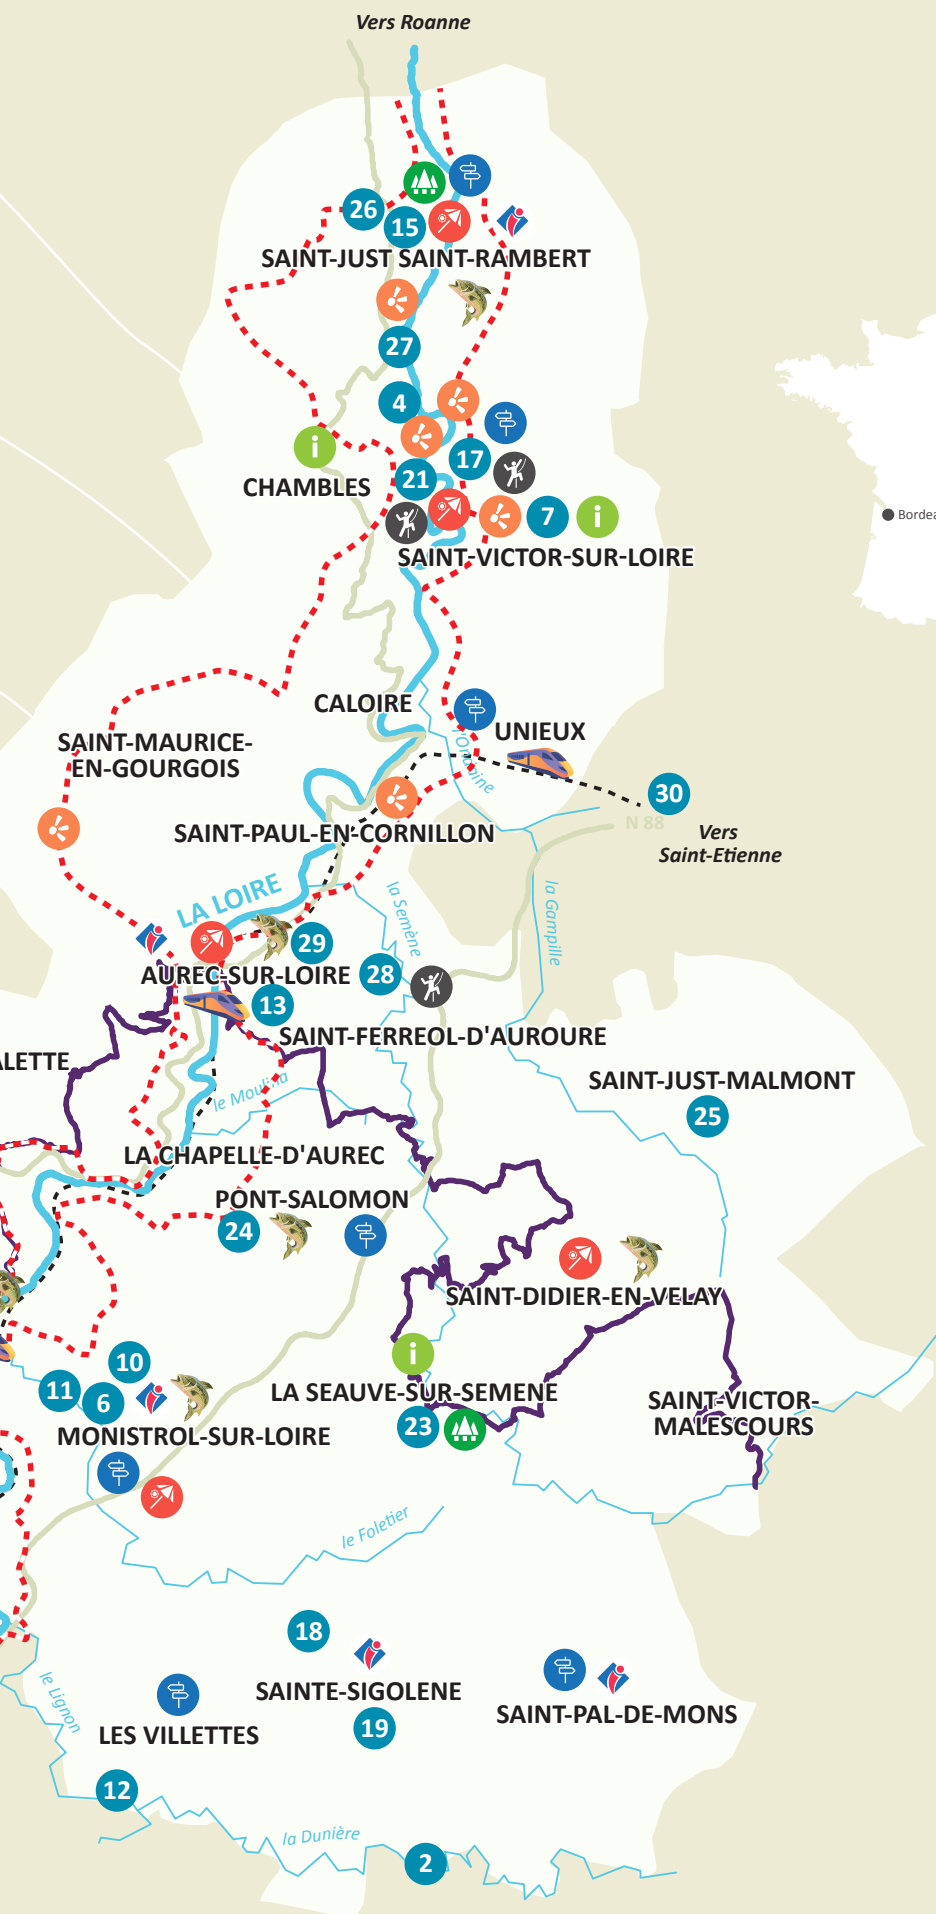 Vers Roanne
26
15
SAINT-JUST SAINT-RAMBERT
27
4
17
i
21
CHAMBLES
7
i
Bordea
SAINT-VICTOR-SUR-LOIRE
CALOIRE
UNIEUX
SAINT-MAURICE-
EN-GOURGOIS
l'Ondaine
30
N 88
Vers
Saint-Etienne
SAINT-PAUL-EN-CORNILLON
LA LOIRE
la Semène
la Gampille
29
AUREC-SUR-LOIRE
28
13
SAINT-FERREOL-D'AUROURE
ALETTE
SAINT-JUST-MALMONT
25
le Moulina
LA CHAPELLE-D'AUREC
PONT-SALOMON
24
SAINT-DIDIER-EN-VELAY
i
10
11
6
LA SEAUVE-SUR-SEMENE
23
SAINT-VICTOR-
MALESCOURS
MONISTROL-SUR-LOIRE
le Foletier
18
le Lignon
SAINTE-SIGOLENE
19
SAINT-PAL-DE-MONS
LES VILLETTES
12
la Dunière
2